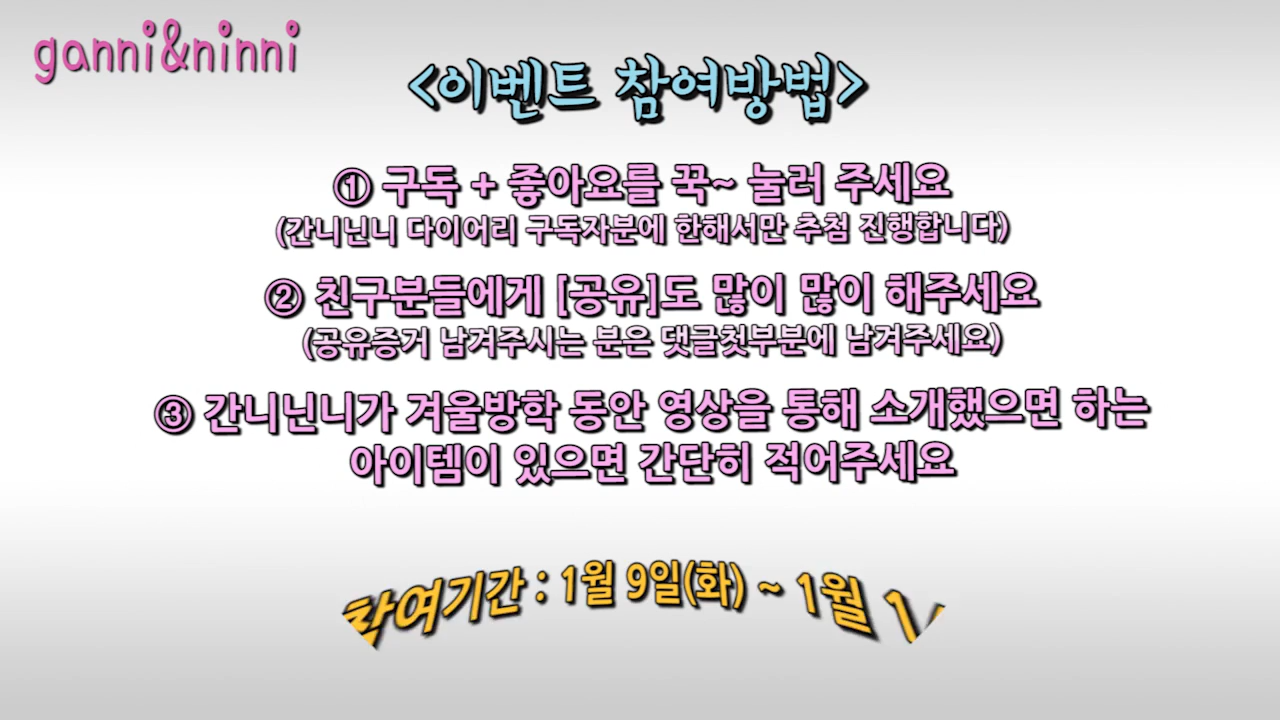 ganni&ninni
<이벤트 참여방법>
① 구독 + 좋아요를 꾹~ 눌러 주세요
(간니닌니 다이어리 구독자분에 한해서만 추첨 진행합니다)
② 친구분들에게 [공유]도 많이 많이 해주세요
(공유증거 남겨주시는 분은 댓글첫부분에 남겨주세요)
③ 간니닌니가 겨울방학 동안 영상을 통해 소개했으면 하는
아이템이 있으면 간단히 적어주세요
참여기간 : 1월 9일(화) ~ 1월